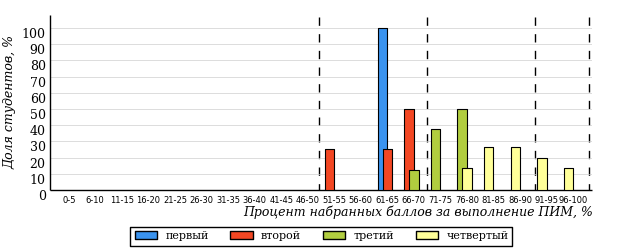 Доля студентов, %
100
90
80
70
60
50
40
30
20
10
0
0-5 6-10 11-15 16-20 21-25 26-30 31-35 36-40 41-45 46-50 51-55 56-60 61-65 66-70 71-75 76-80 81-85 86-90 91-95 96-100
Процент набранных баллов за выполнение ПИМ, %
первый второй третий четвертый